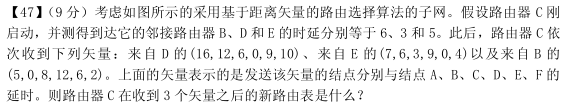 【47】(9 分) 考虑如图所示的采用基于距离矢量的路由选择算法的子网。假设路由器 C 刚
启动，并测得到达它的邻接路由器 B、D 和 E 的时延分别等于 6、3 和 5。此后，路由器 C 依
次收到下列矢量：来自 D 的(16,12,6,0,9,10)、来自 E 的(7,6,3,9,0,4)以及来自 B 的
(5,0,8,12,6,2)。上面的矢量表示的是发送该矢量的结点分别与结点 A、B、C、D、E、F 的
延时。则路由器 C 在收到 3 个矢量之后的新路由表是什么？